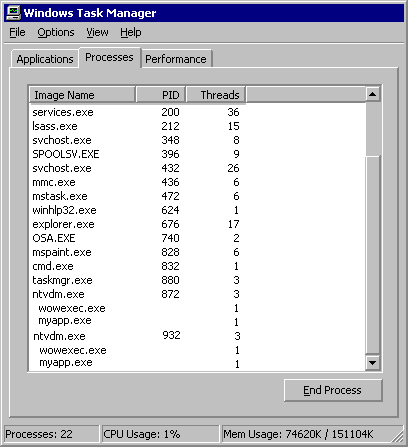 Windows Task Manager
File Options View Help
Applications Processes Performance
Image Name PID Threads
services.exe 200 36
lsass.exe 212 15
svchost.exe 348 8
SPOOLSV.EXE 396 9
svchost.exe 432 26
mmc.exe 436 6
mstask.exe 472 6
winhlp32.exe 624 1
explorer.exe 676 17
OSA.EXE 740 2
mspaint.exe 828 6
cmd.exe 832 1
taskmgr.exe 880 3
ntvdm.exe 872 3
wowexec.exe 1
myapp.exe 1
ntvdm.exe 932 3
wowexec.exe 1
myapp.exe 1
End Process
Processes: 22 CPU Usage: 1% Mem Usage: 74620K / 151104K